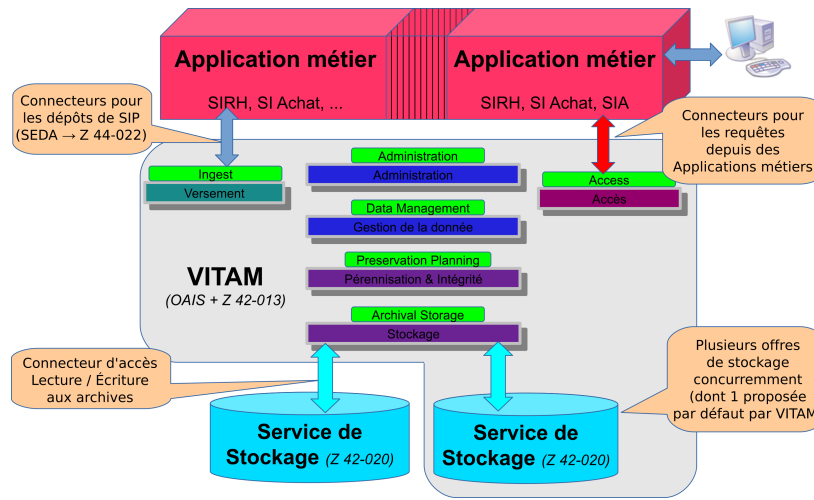 Application métier
SIRH, SI Achat, ...
Application métier
SIRH, SI Achat, SIA
Connecteurs pour
les dépôts de SIP
(SEDA → Z 44-022)
Connecteurs pour
les requêtes
depuis des
Applications métiers
Ingest
Versement
Administration
Administration
Access
Accès
Data Management
Gestion de la donnée
Preservation Planning
Pérennisation & Intégrité
VITAM
(OAIS + Z 42-013)
Archival Storage
Stockage
Connecteur d'accès
Lecture / Écriture
aux archives
Plusieurs offres
de stockage
concurremment
(dont 1 proposée
par défaut par VITAM
Service de
Stockage (Z 42-020)
Service de
Stockage (Z 42-020)